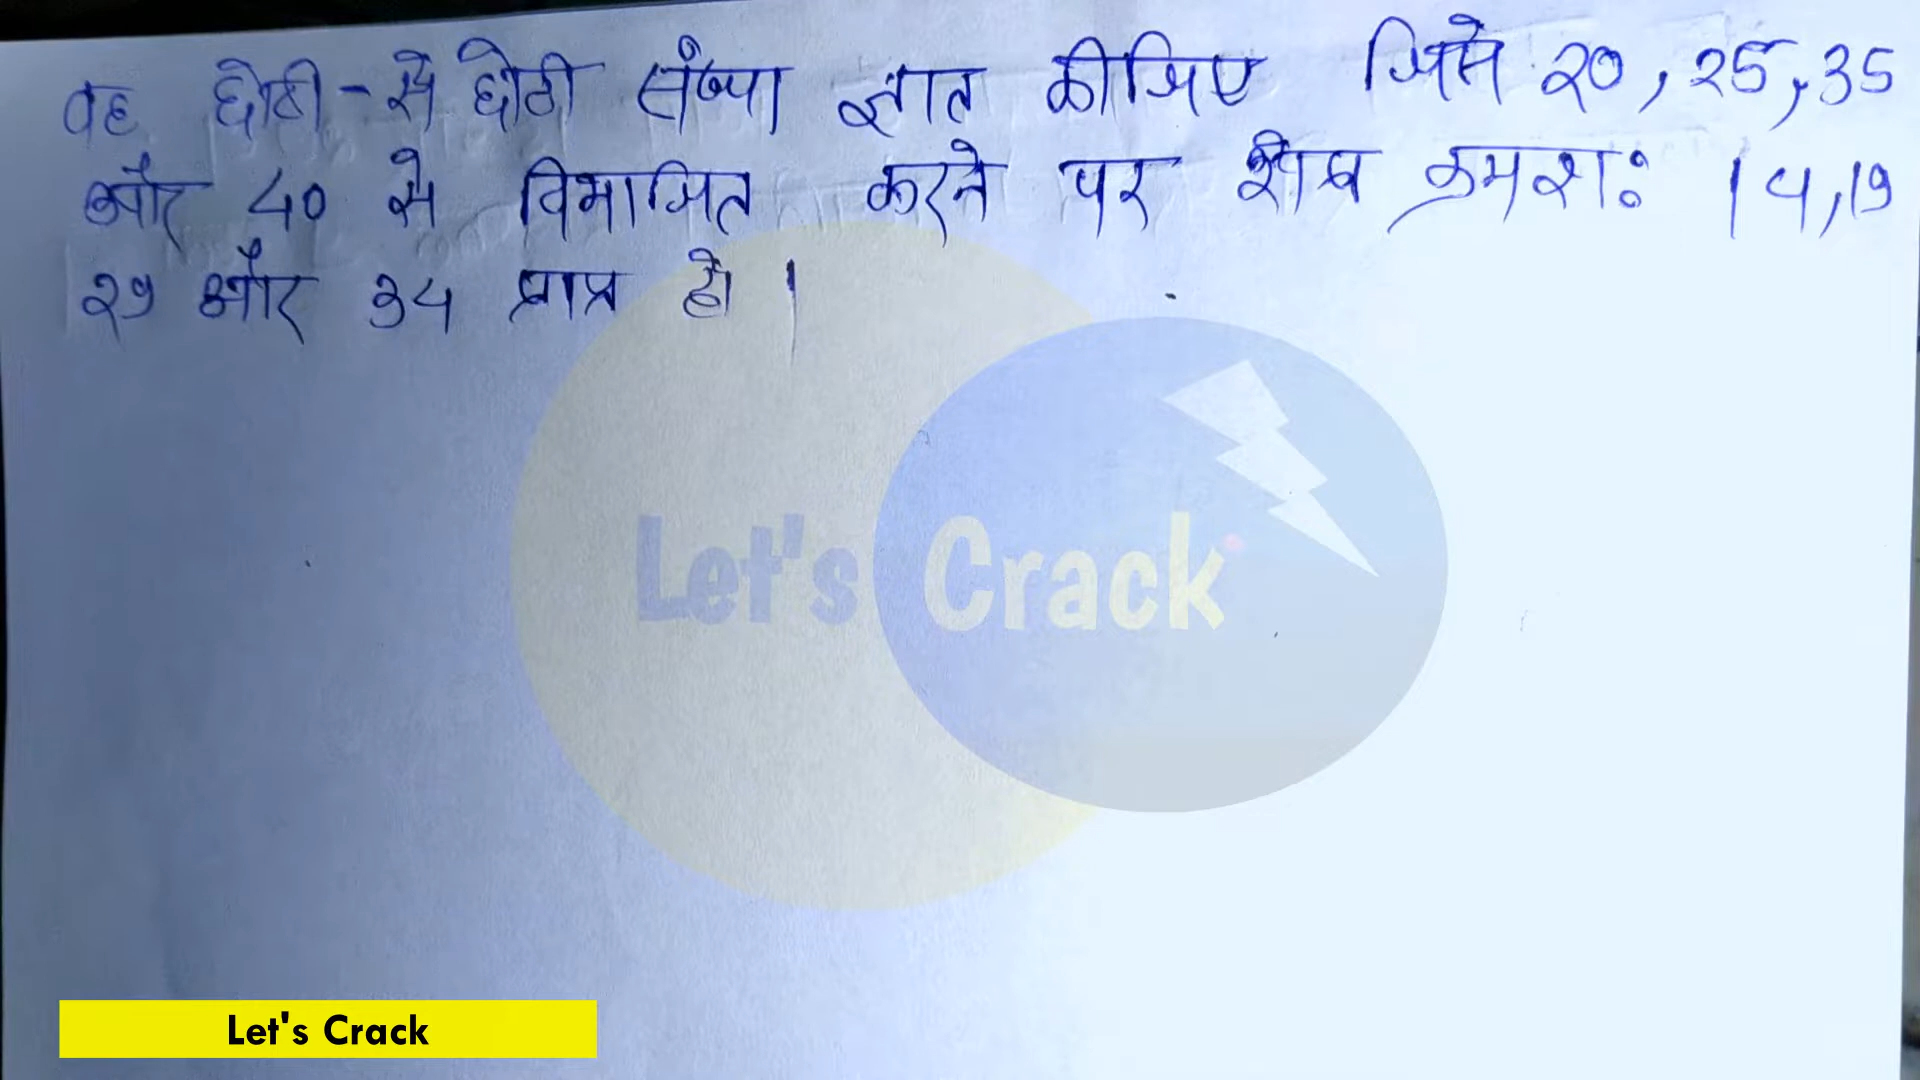 वह छोटी-से छोटी संख्या ज्ञात कीजिए जिसे 20, 25, 35
और 40 से विभाजित करने पर शेष क्रमशः 14, 19
29 और 34 प्राप्त हो ।
Let's Crack
Let's Crack